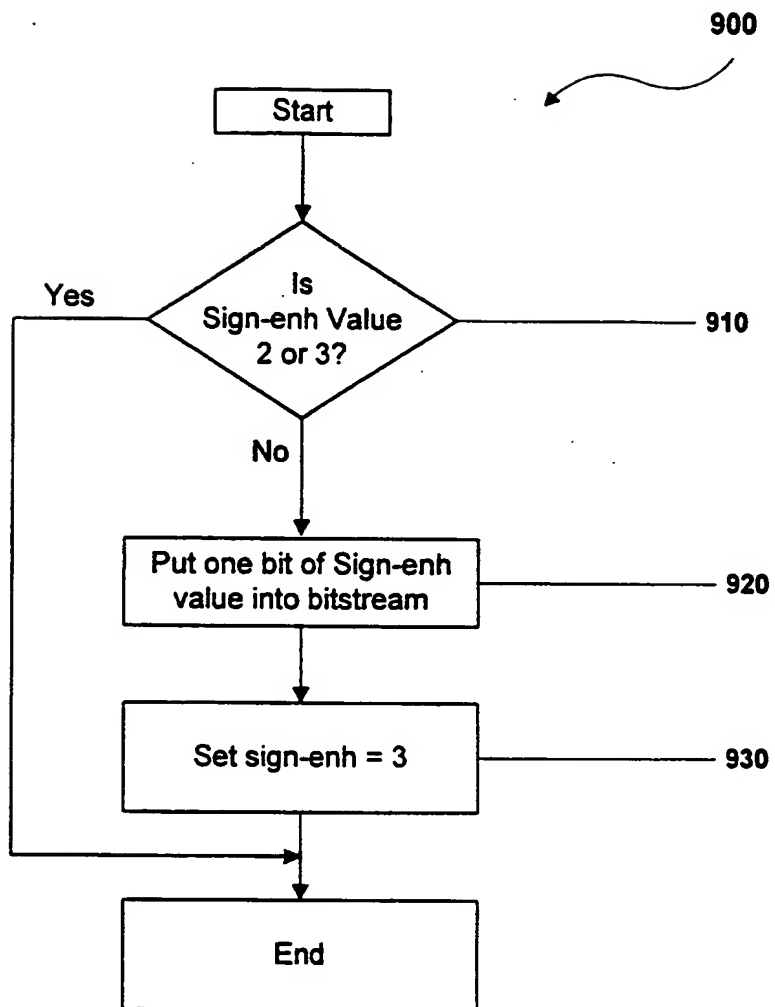 900
Start
Is
Sign-enh Value
2 or 3?
Yes
910
No
Put one bit of Sign-enh
value into bitstream
920
Set sign-enh = 3
930
End